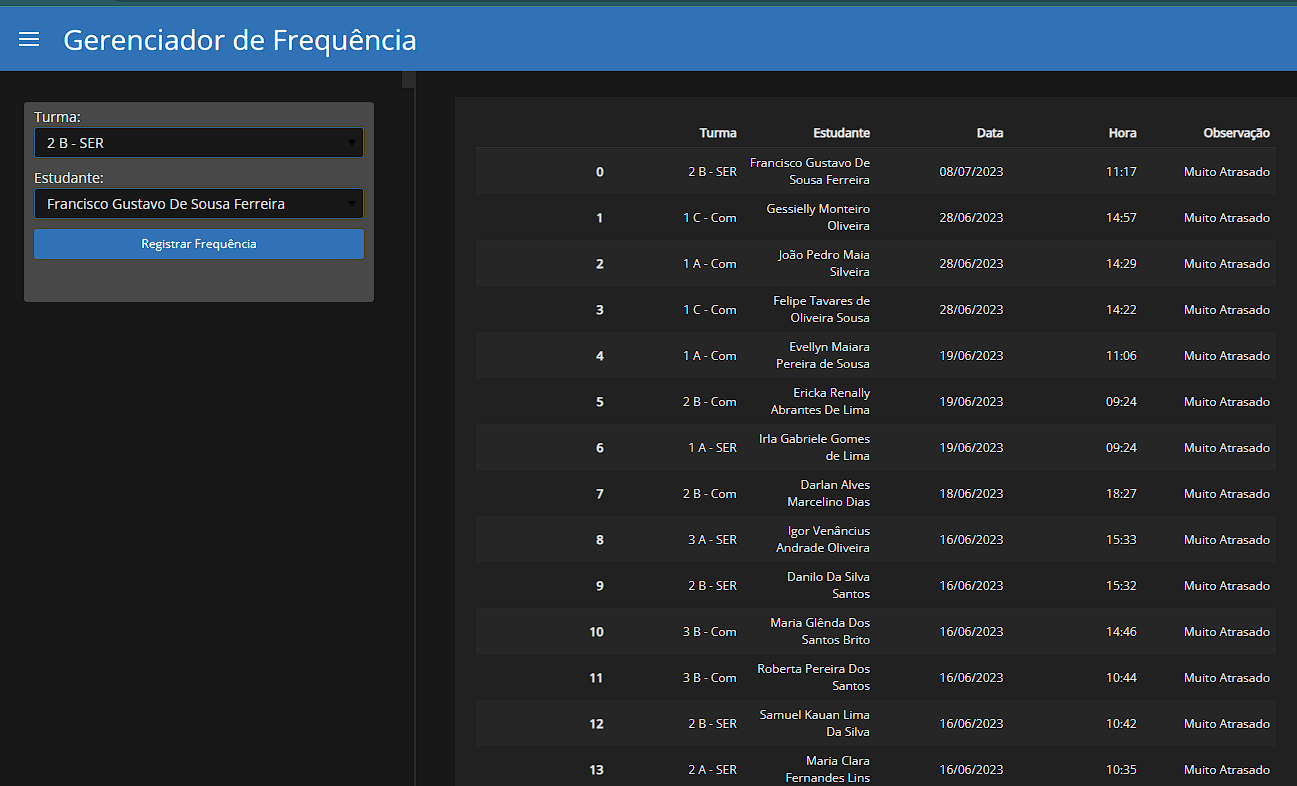 Gerenciador de Frequência
Turma:
2 B - SER
Estudante:
Francisco Gustavo De Sousa Ferreira
Registrar Frequência
Turma Estudante Data Hora Observação
0 2 B - SER Francisco Gustavo De Sousa Ferreira 08/07/2023 11:17 Muito Atrasado
1 1 C - Com Gessielly Monteiro Oliveira 28/06/2023 14:57 Muito Atrasado
2 1 A - Com João Pedro Maia Silveira 28/06/2023 14:29 Muito Atrasado
3 1 C - Com Felipe Tavares de Oliveira Sousa 28/06/2023 14:22 Muito Atrasado
4 1 A - Com Evellyn Maiara Pereira de Sousa 19/06/2023 11:06 Muito Atrasado
5 2 B - Com Ericka Renally Abrantes De Lima 19/06/2023 09:24 Muito Atrasado
6 1 A - SER Irla Gabriele Gomes de Lima 19/06/2023 09:24 Muito Atrasado
7 2 B - Com Darlan Alves Marcelino Dias 18/06/2023 18:27 Muito Atrasado
8 3 A - SER Igor Venâncius Andrade Oliveira 16/06/2023 15:33 Muito Atrasado
9 2 B - SER Danilo Da Silva Santos 16/06/2023 15:32 Muito Atrasado
10 3 B - Com Maria Glênda Dos Santos Brito 16/06/2023 14:46 Muito Atrasado
11 3 B - Com Roberta Pereira Dos Santos 16/06/2023 10:44 Muito Atrasado
12 2 B - SER Samuel Kauan Lima Da Silva 16/06/2023 10:42 Muito Atrasado
13 2 A - SER Maria Clara Fernandes Lins 16/06/2023 10:35 Muito Atrasado